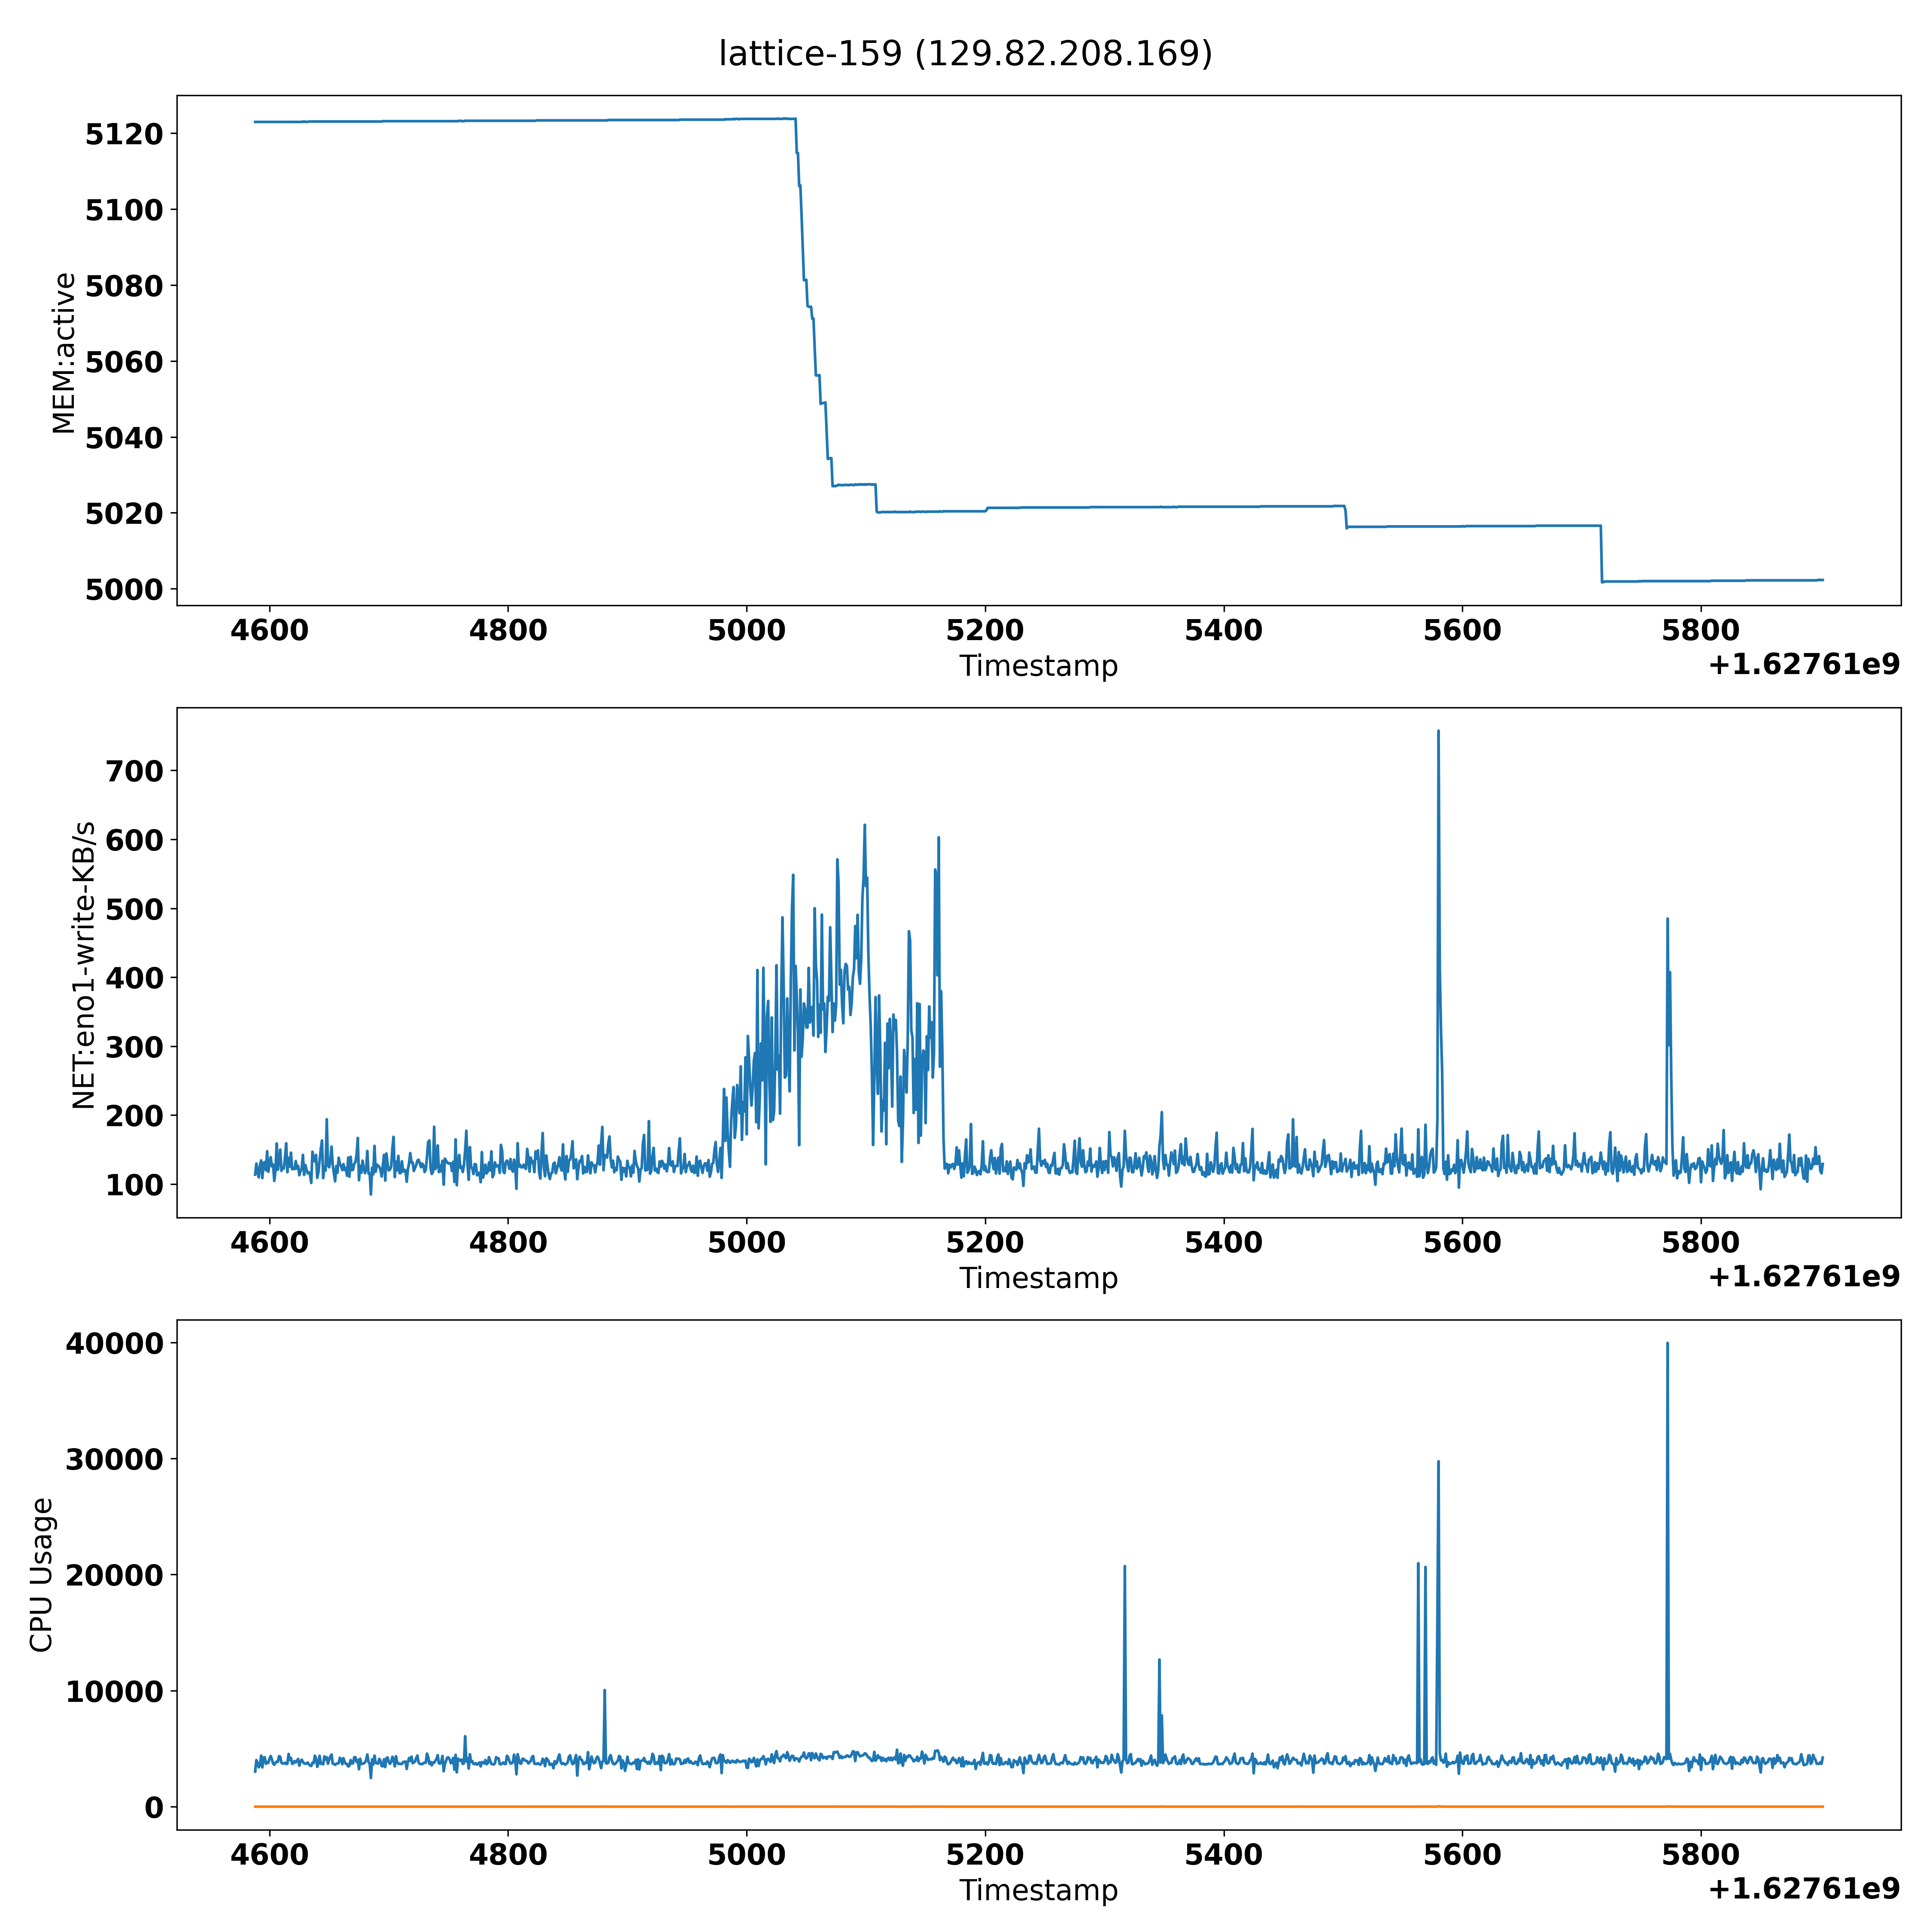 lattice-159 (129.82.208.169)
MEM:active
5120
5100
5080
5060
5040
5020
5000
4600 4800 5000 5200 5400 5600 5800
Timestamp
+1.62761e9
NET:eno1-write-KB/s
700
600
500
400
300
200
100
4600 4800 5000 5200 5400 5600 5800
Timestamp
+1.62761e9
CPU Usage
40000
30000
20000
10000
0
4600 4800 5000 5200 5400 5600 5800
Timestamp
+1.62761e9